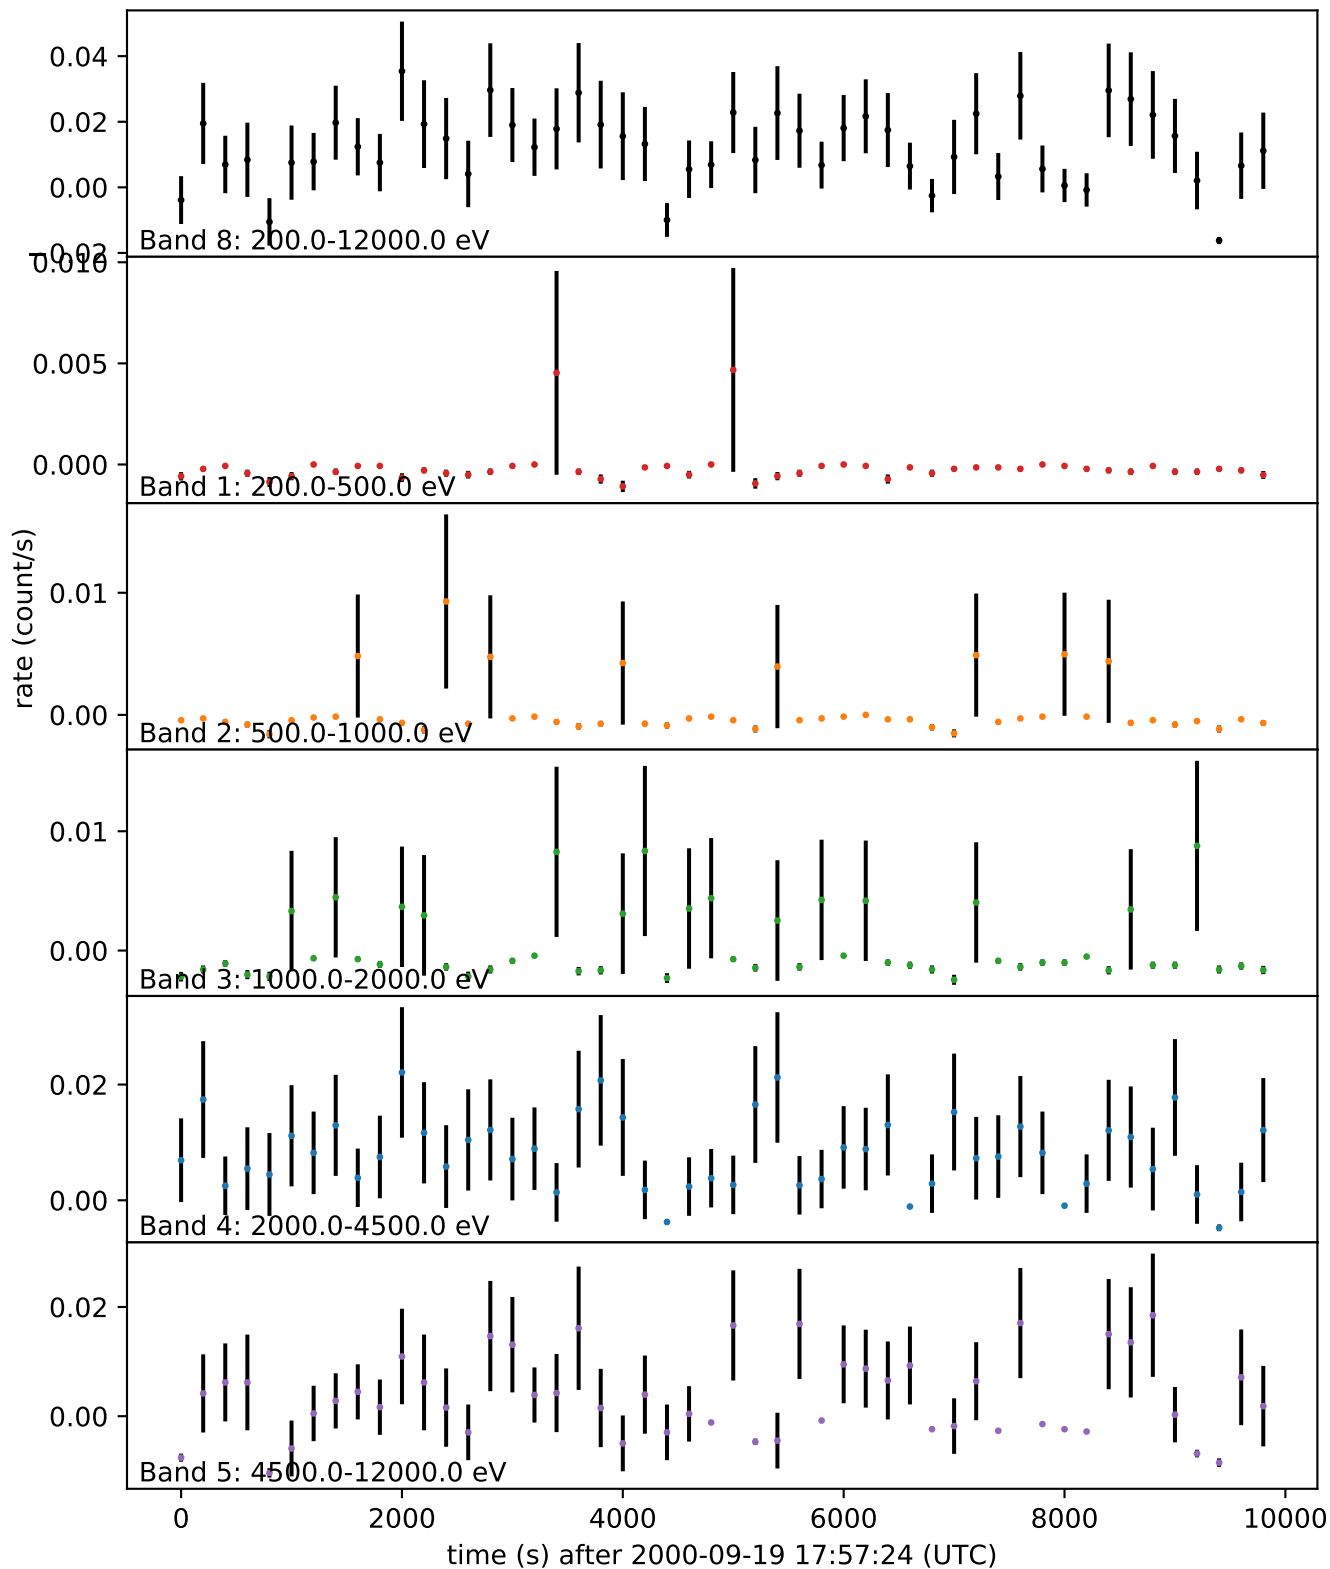 0.04
0.02
0.00
−0.02
Band 8: 200.0-12000.0 eV
0.010
0.005
0.000
Band 1: 200.0-500.0 eV
rate (count/s)
0.01
0.00
Band 2: 500.0-1000.0 eV
0.01
0.00
Band 3: 1000.0-2000.0 eV
0.02
0.00
Band 4: 2000.0-4500.0 eV
0.02
0.00
Band 5: 4500.0-12000.0 eV
0 2000 4000 6000 8000 10000
time (s) after 2000-09-19 17:57:24 (UTC)